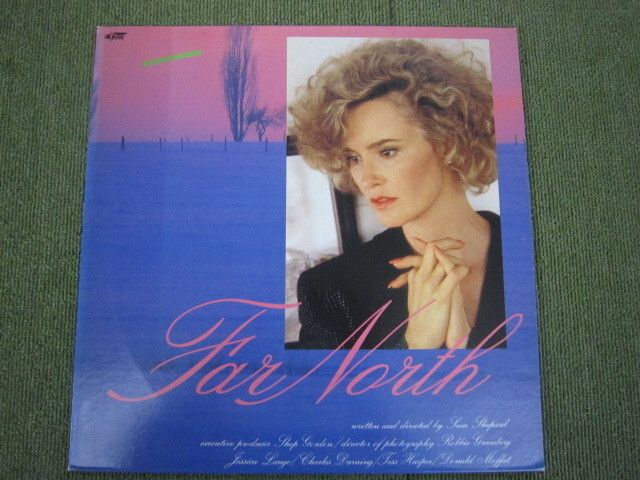 Far North
written and directed by Sam Shepard
executive producer Shep Gordon / director of photography Robbie Greenberg
Jessica Lange / Charles Durning / Tess Harper / Donald Moffat